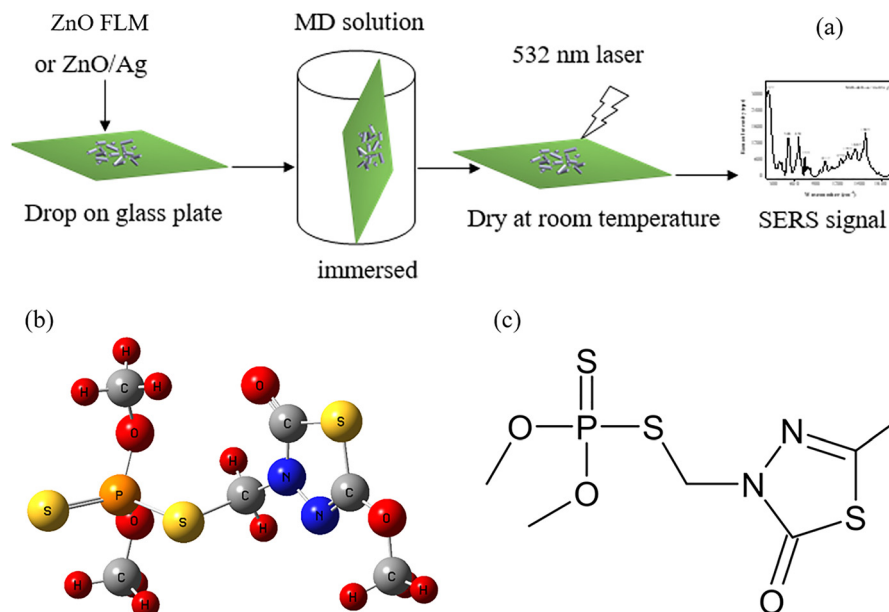 ZnO FLM
or ZnO/Ag
MD solution
532 nm laser
(a)
Drop on glass plate
immersed
Dry at room temperature
SERS signal
(b)
(c)
H
H
C
H
O
O
C
S
H
N
C
P
S
O
S
C
H
N
C
O
H
C
H
H
H
C
H
H
S
O
P
S
O
N
N
S
O